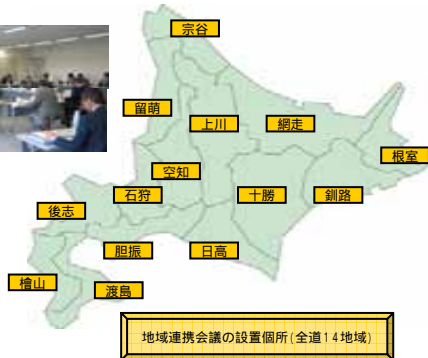 宗谷
留萌
上川
網走
根室
空知
石狩
十勝
釧路
後志
胆振
日高
檜山
渡島
地域連携会議の設置個所(全道14地域)